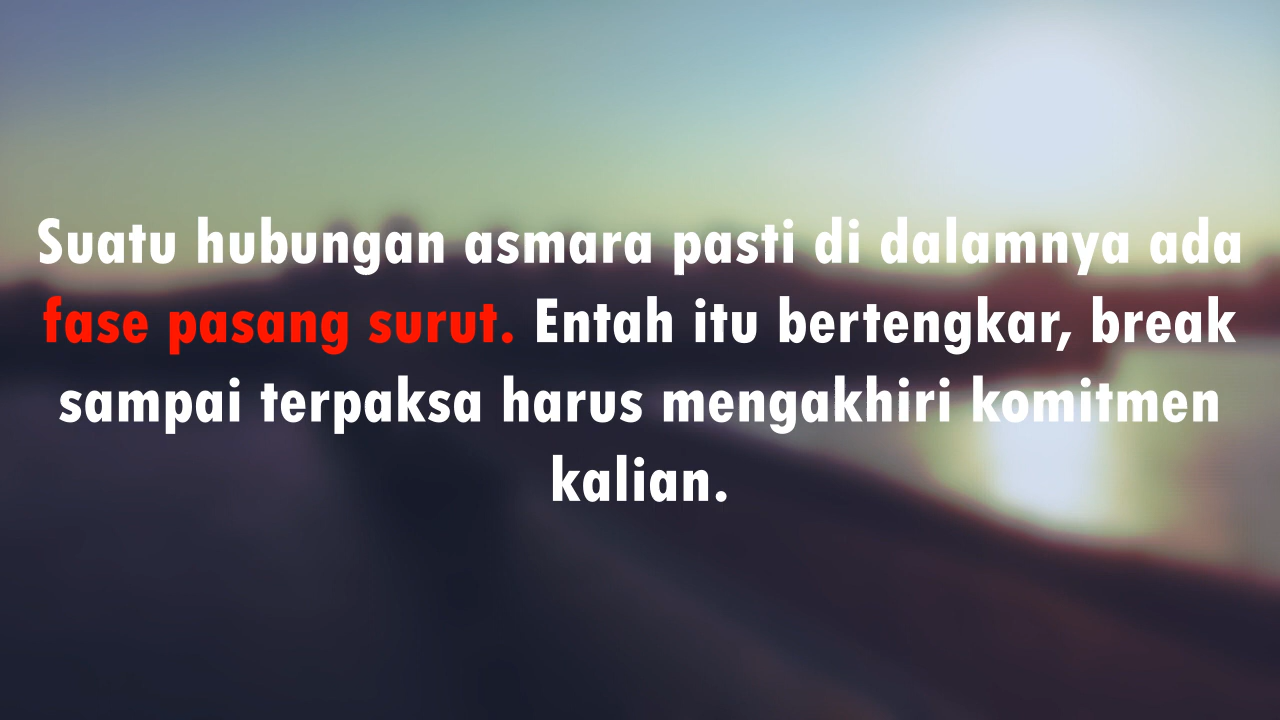 Suatu hubungan asmara pasti di dalamnya ada
fase pasang surut. Entah itu bertengkar, break
sampai terpaksa harus mengakhiri komitmen
kalian.